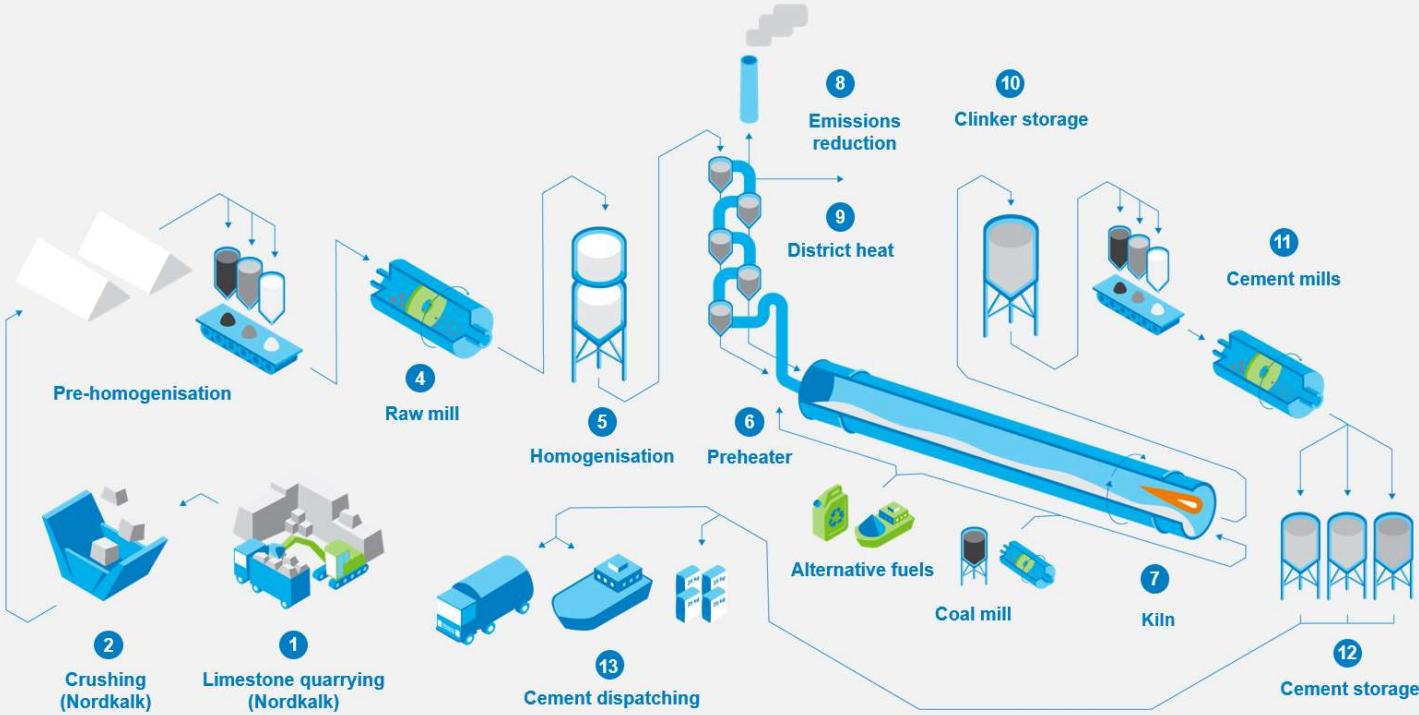 8
Emissions
reduction
10
Clinker storage
9
District heat
11
Cement mills
Pre-homogenisation
4
Raw mill
5
Homogenisation
6
Preheater
Alternative fuels
Coal mill
7
Kiln
2
Crushing
(Nordkalk)
1
Limestone quarrying
(Nordkalk)
13
Cement dispatching
12
Cement storage